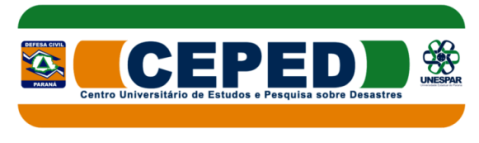 DEFESA CIVIL
PARANÁ
CEPED
Centro Universitário de Estudos e Pesquisa sobre Desastres
UNESPAR